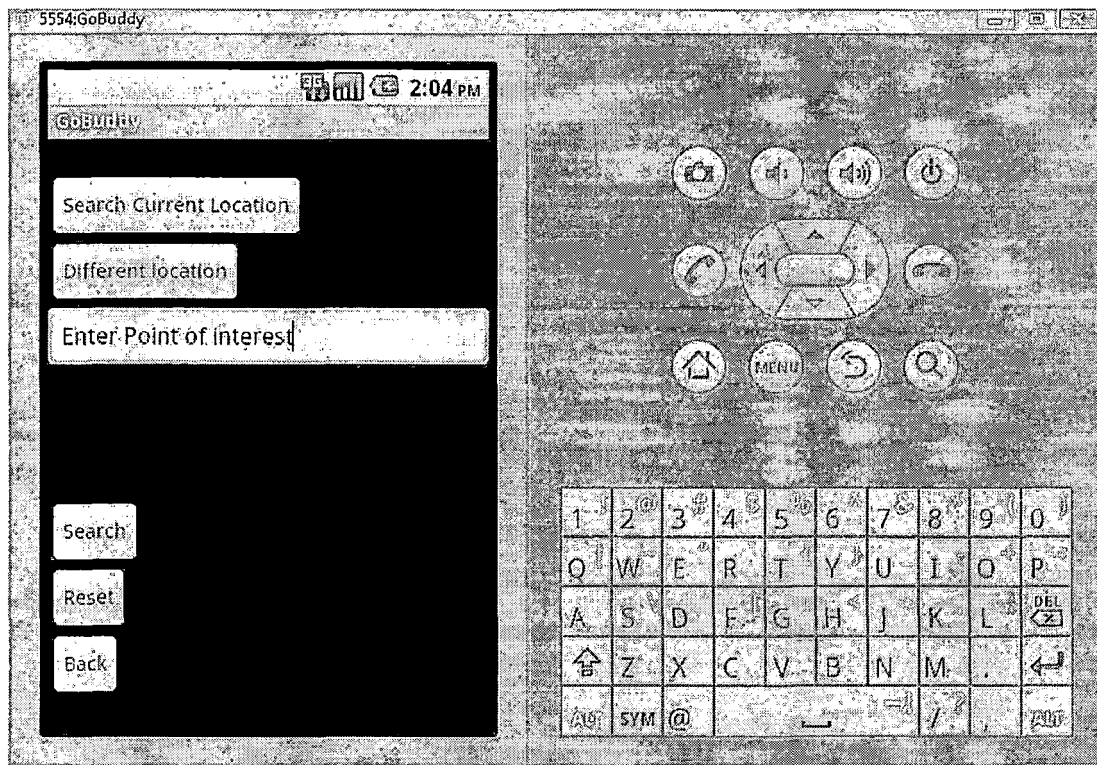 5554:GoBuddy
3G 2:04 PM
GoBuddy
Search Current Location
Different location
Enter Point of Interest
Search
Reset
Back
MENU
1 2 @ 3 # 4 5 % 6 ^ 7 & 8 9 ( 0 )
Q W E R T Y U I O P
A S D F G H J K L DEL
Z X C V B N M .
ALT SYM @ / ? , ALT